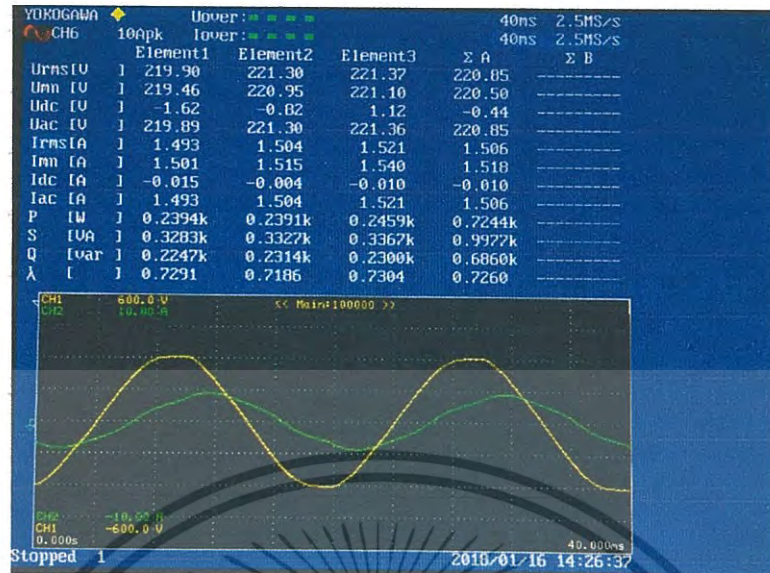 YOKOGAWA Uover:
CH6 10Apk Iover:
40ms 2.5MS/s
40ms 2.5MS/s
Element1 Element2 Element3 Σ A Σ B
Urms[V ] 219.90 221.30 221.37 220.85 ----------
Umn [V ] 219.46 220.95 221.10 220.50 ----------
Udc [V ] -1.62 -0.82 1.12 -0.44 ----------
Uac [V ] 219.89 221.30 221.36 220.85 ----------
Irms[A ] 1.493 1.504 1.521 1.506 ----------
Imn [A ] 1.501 1.515 1.540 1.518 ----------
Idc [A ] -0.015 -0.004 -0.010 -0.010 ----------
Iac [A ] 1.493 1.504 1.521 1.506 ----------
P [W ] 0.2394k 0.2391k 0.2459k 0.7244k ----------
S [VA ] 0.3283k 0.3327k 0.3367k 0.9977k ----------
Q [var ] 0.2247k 0.2314k 0.2300k 0.6860k ----------
λ [ ] 0.7291 0.7186 0.7304 0.7260 ----------
CH1 600.0 V << Main:100000 >>
CH2 10.00 A
CH2 -10.00 A
CH1 -600.0 V
0.000s 40.000ms
Stopped 1 2018/01/16 14:26:37